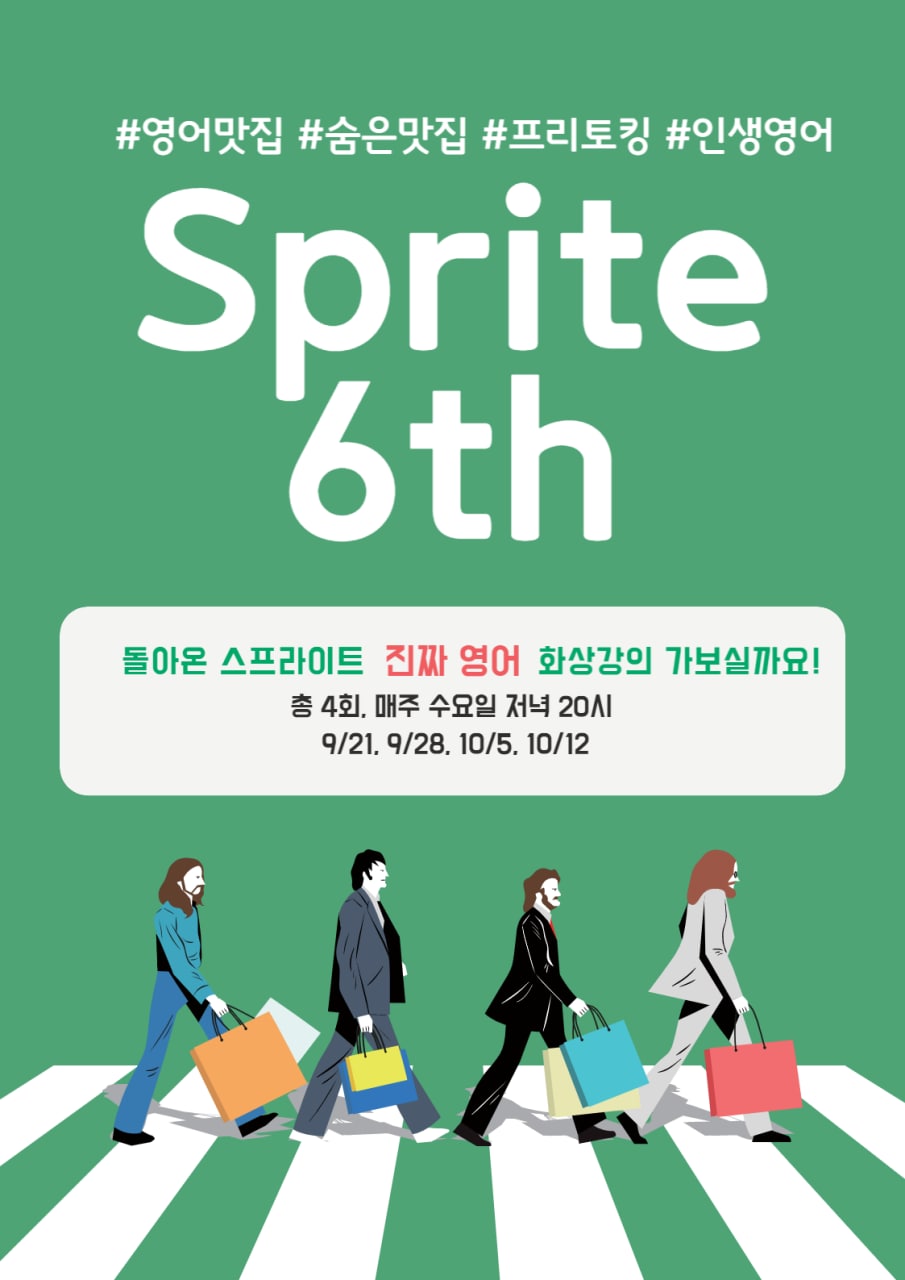 #영어맛집 #숨은맛집 #프리토킹 #인생영어
Sprite
6th
돌아온 스프라이트 진짜 영어 화상강의 가보실까요!
총 4회, 매주 수요일 저녁 20시
9/21, 9/28, 10/5, 10/12